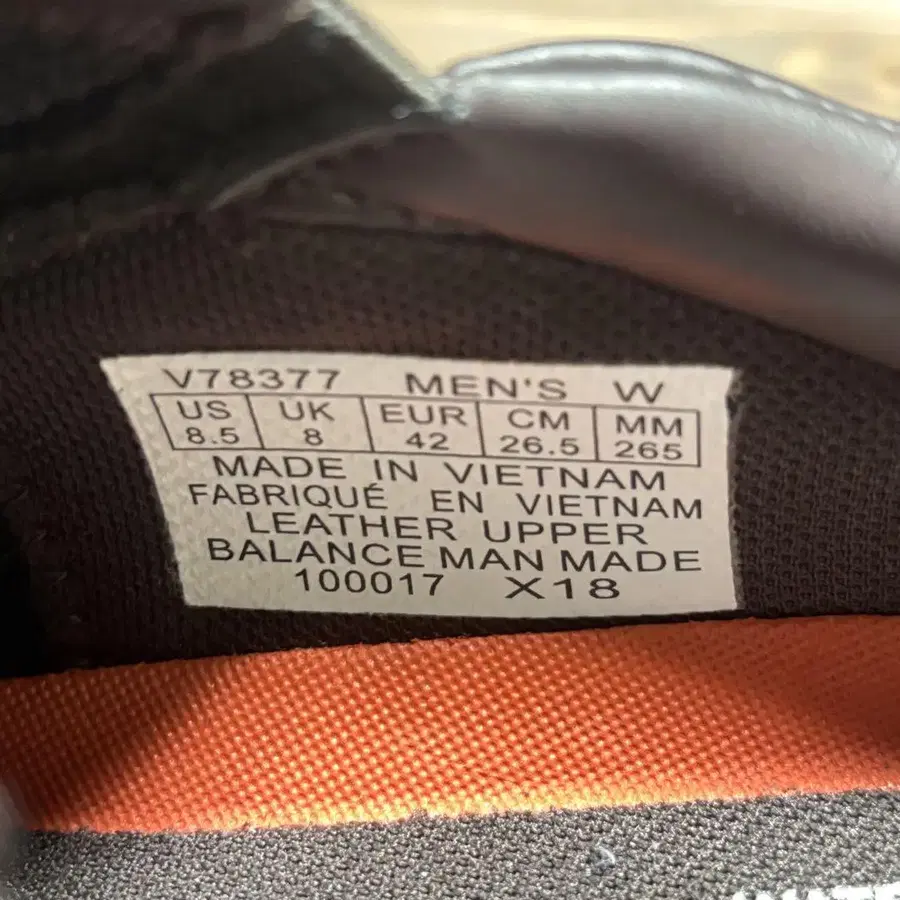 V78377 MEN'S W
US UK EUR CM MM
8.5 8 42 26.5 265
MADE IN VIETNAM
FABRIQUÉ EN VIETNAM
LEATHER UPPER
BALANCE MAN MADE
100017 X18